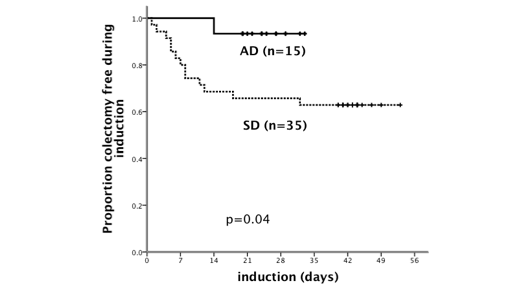 Proportion colectomy free during
induction
1.0
0.8
0.6
0.4
0.2
0.0
AD (n=15)
SD (n=35)
p=0.04
0 7 14 21 28 35 42 49 56
induction (days)